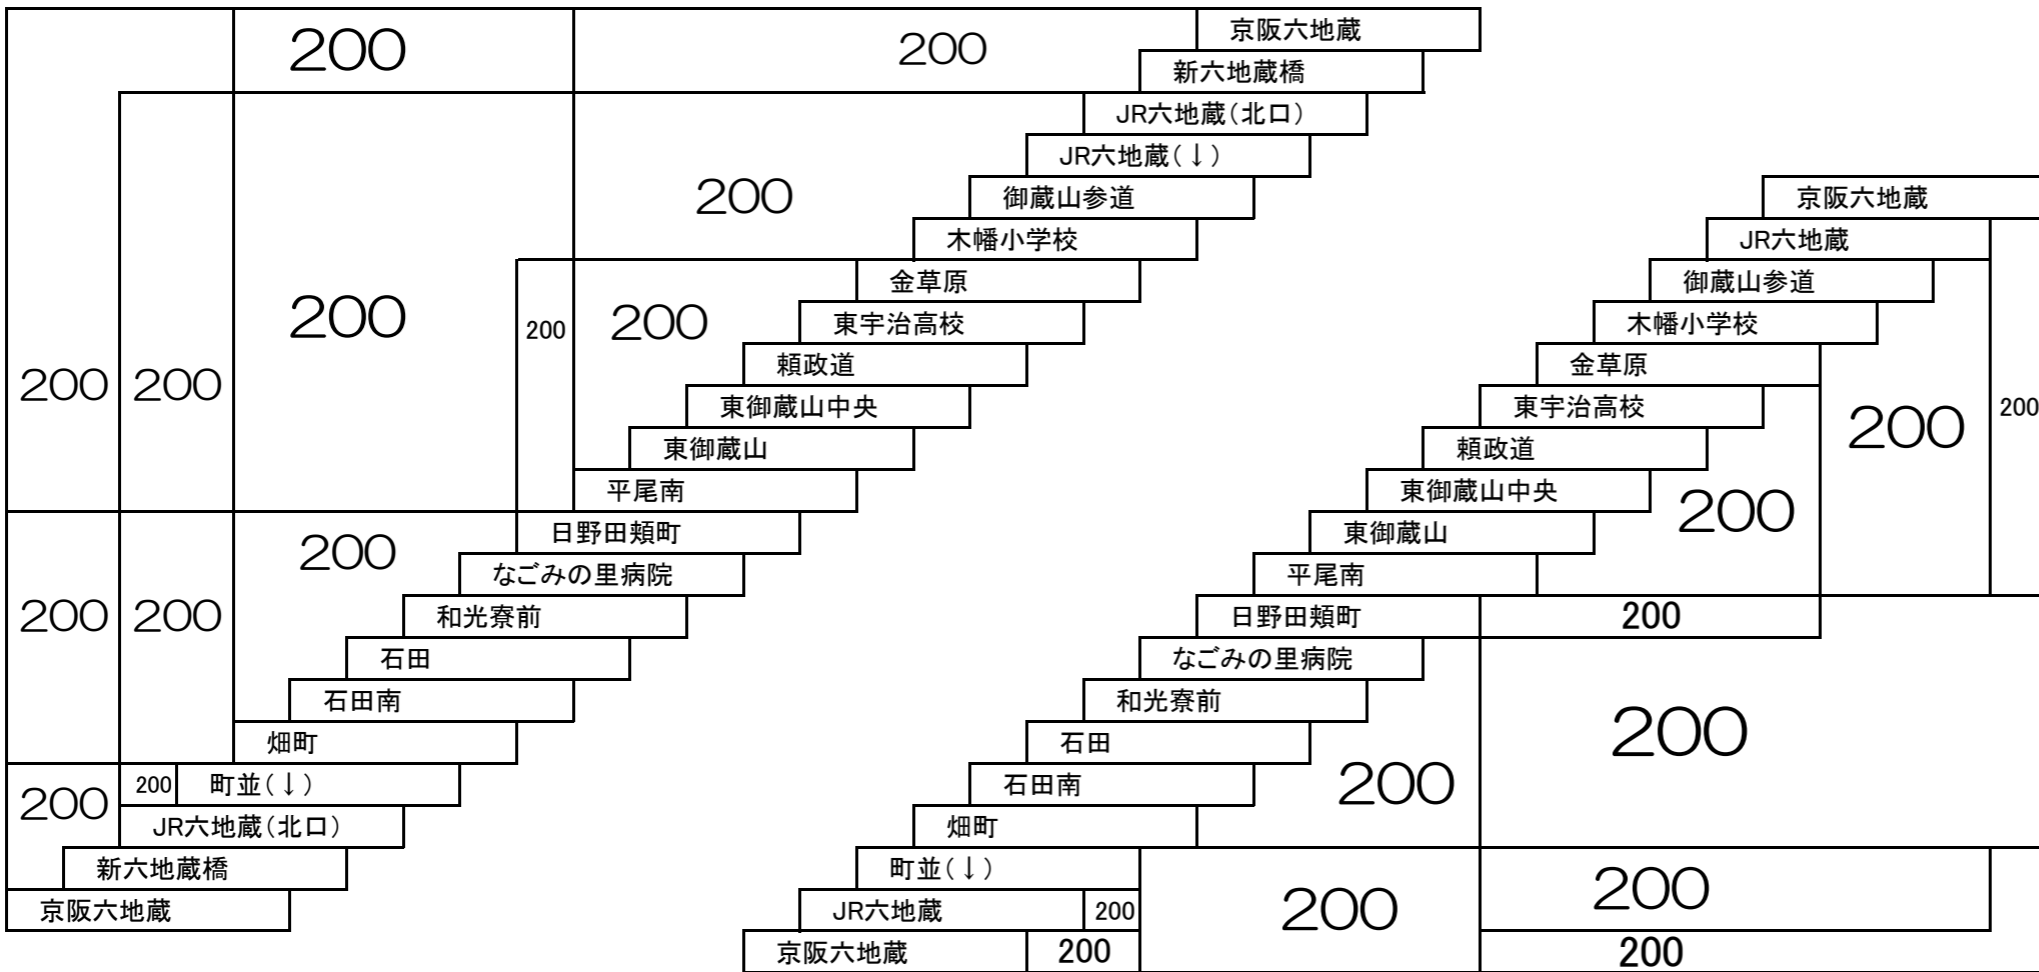 200 200 京阪六地蔵
新六地蔵橋
JR六地蔵(北口)
JR六地蔵(↓)
200 御蔵山参道 京阪六地蔵
木幡小学校 JR六地蔵
金草原 御蔵山参道
200 200 200 東宇治高校 木幡小学校
200 200 頼政道 金草原
東御蔵山中央 東宇治高校 200 200
東御蔵山 頼政道
平尾南 東御蔵山中央
200 日野田頬町 東御蔵山 200
なごみの里病院 平尾南
200 200 和光寮前 日野田頬町 200
石田 なごみの里病院
石田南 和光寮前
畑町 石田 200
200 200 町並(↓) 石田南 200
JR六地蔵(北口) 畑町
新六地蔵橋 町並(↓) 200
京阪六地蔵 JR六地蔵 200 200
京阪六地蔵 200 200